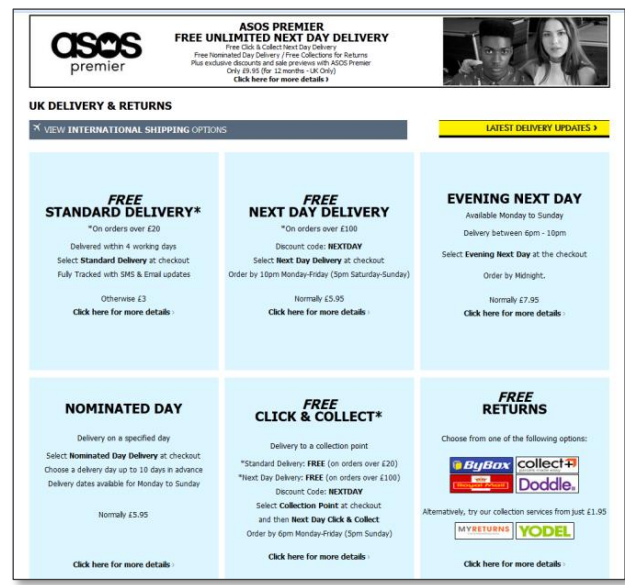 asos
premier
ASOS PREMIER
FREE UNLIMITED NEXT DAY DELIVERY
Free Click & Collect Next Day Delivery
Free Nominated Day Delivery / Free Collections for Returns
Plus exclusive discounts and sale previews with ASOS Premier
Only £9.95 (for 12 months - UK Only)
Click here for more details ›
UK DELIVERY & RETURNS
VIEW INTERNATIONAL SHIPPING OPTIONS
LATEST DELIVERY UPDATES ›
FREE
STANDARD DELIVERY*
*On orders over £20
Delivered within 4 working days
Select Standard Delivery at checkout
Fully Tracked with SMS & Email updates
Otherwise £3
Click here for more details ›
FREE
NEXT DAY DELIVERY
*On orders over £100
Discount code: NEXTDAY
Select Next Day Delivery at checkout
Order by 10pm Monday-Friday (5pm Saturday-Sunday)
Normally £5.95
Click here for more details ›
EVENING NEXT DAY
Available Monday to Sunday
Delivery between 6pm - 10pm
Select Evening Next Day at the checkout
Order by Midnight.
Normally £7.95
Click here for more details ›
NOMINATED DAY
Delivery on a specified day
Select Nominated Day Delivery at checkout
Choose a delivery day up to 10 days in advance
Delivery dates available for Monday to Sunday
Normally £5.95
Click here for more details ›
FREE
CLICK & COLLECT*
Delivery to a collection point
*Standard Delivery: FREE (on orders over £20)
*Next Day Delivery: FREE (on orders over £100)
Discount Code: NEXTDAY
Select Collection Point at checkout
and then Next Day Click & Collect
Order by 6pm Monday-Friday (5pm Sunday)
Click here for more details ›
FREE
RETURNS
Choose from one of the following options:
ByBox collect+
Royal Mail Doddle.
Alternatively, try our collection services from just £1.95
MYRETURNS YODEL
Click here for more details ›